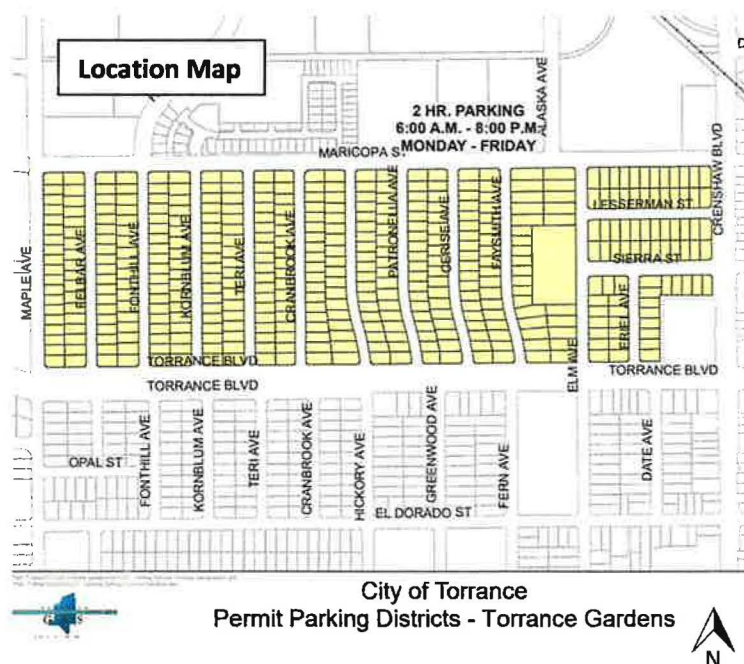 Location Map
2 HR. PARKING
6:00 A.M. - 8:00 P.M.
MONDAY - FRIDAY
ALASKA AVE
MARICOPA ST
CRENSHAW BLVD
LESSERMAN ST
SIERRA ST
MAPLE AVE
FELBAR AVE
FONTHILL AVE
KORNBLUM AVE
TERI AVE
CRANBROOK AVE
PATRONELLA AVE
CERISE AVE
FAYSMITH AVE
ELM AVE
ERIEL AVE
TORRANCE BLVD
TORRANCE BLVD
TORRANCE BLVD
OPAL ST
FONTHILL AVE
KORNBLUM AVE
TERI AVE
CRANBROOK AVE
HICKORY AVE
GREENWOOD AVE
FERN AVE
DATE AVE
EL DORADO ST
City of Torrance
Permit Parking Districts - Torrance Gardens
N